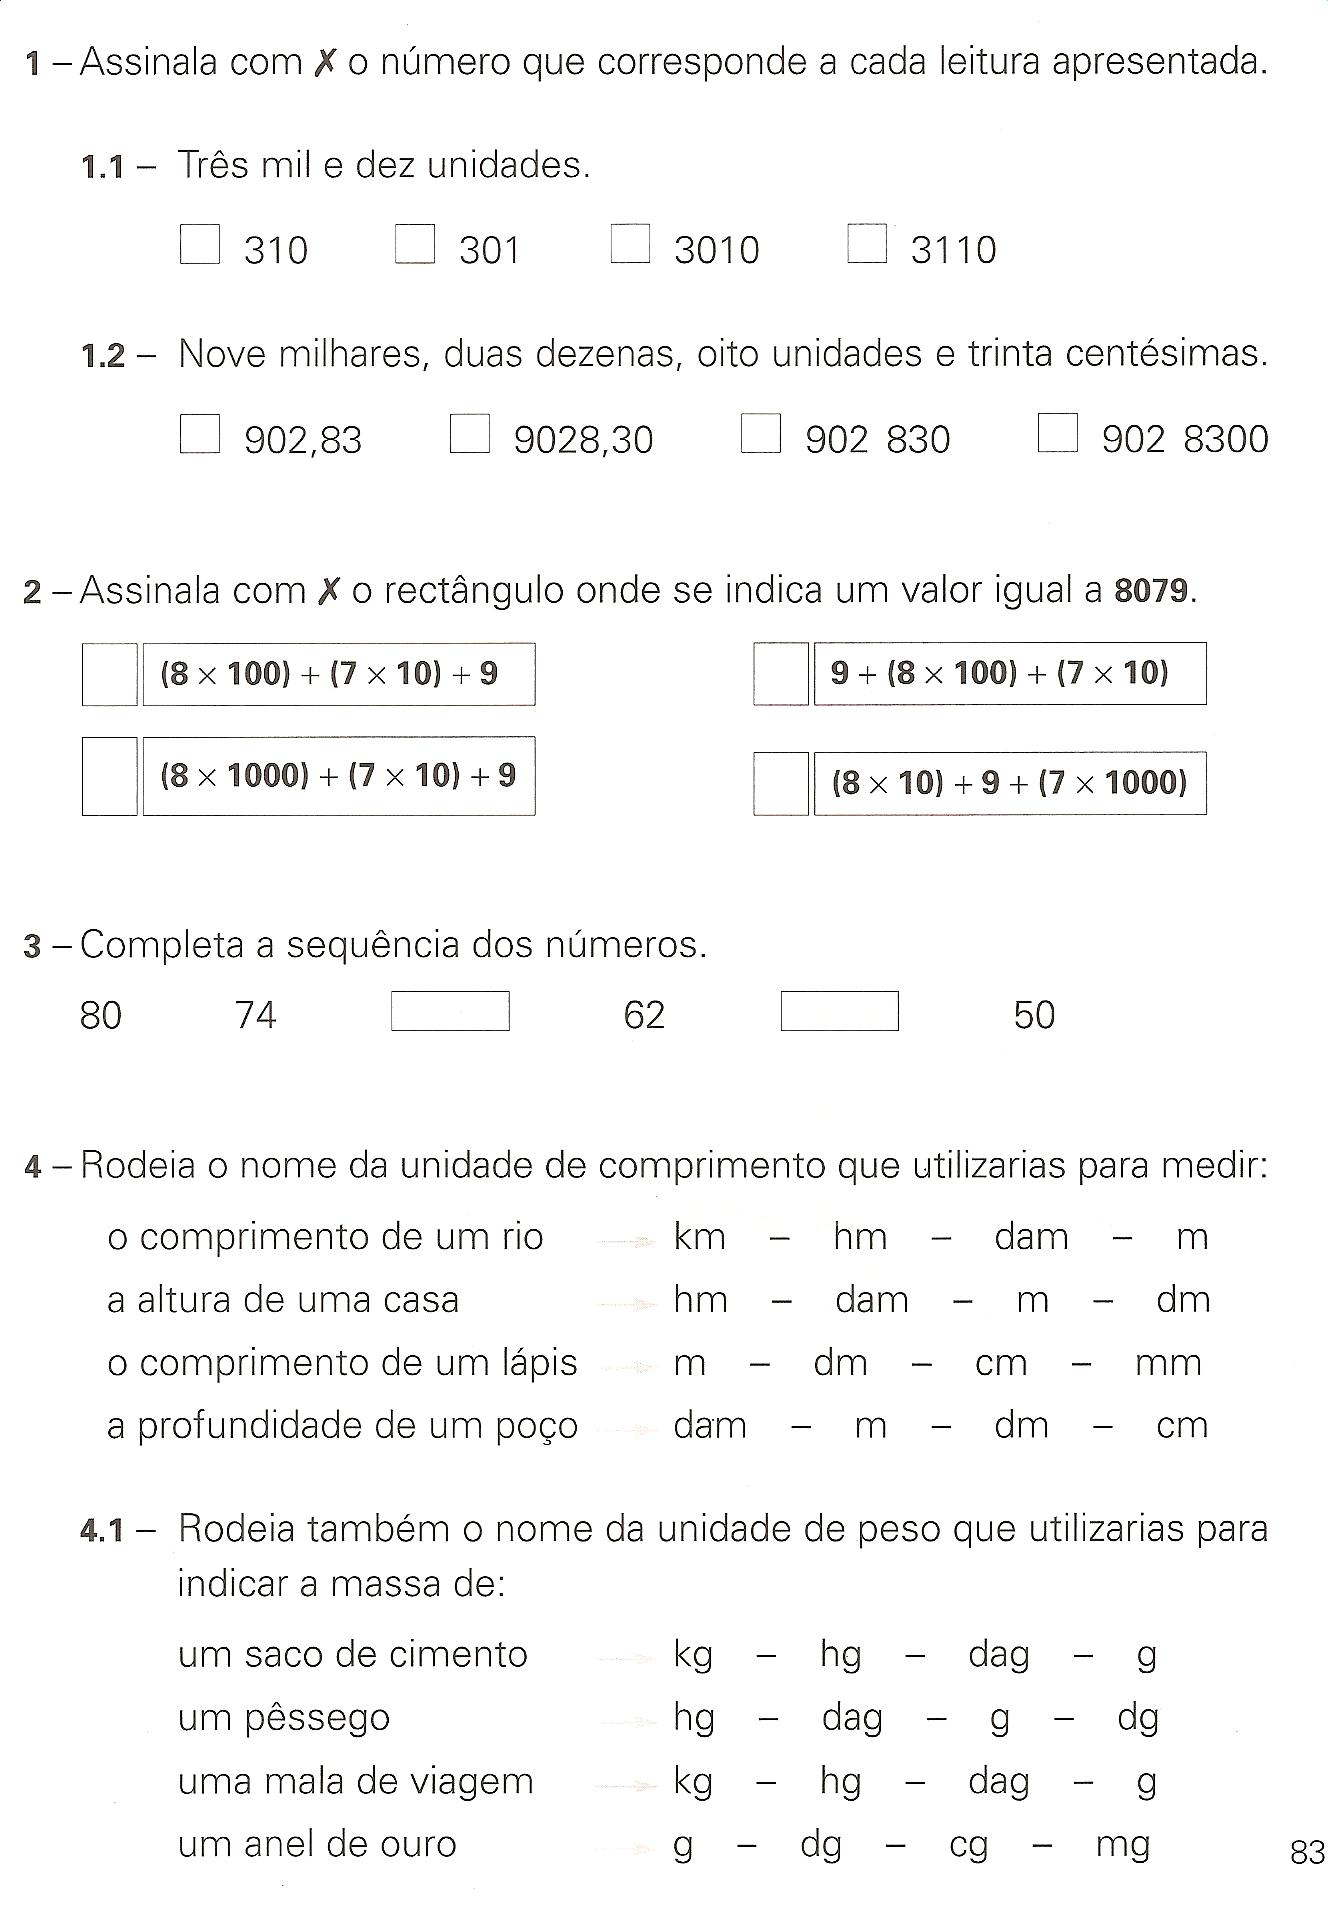 1 – Assinala com ✗ o número que corresponde a cada leitura apresentada.
1.1 – Três mil e dez unidades.
310 301 3010 3110
1.2 – Nove milhares, duas dezenas, oito unidades e trinta centésimas.
902,83 9028,30 902 830 902 8300
2 – Assinala com ✗ o rectângulo onde se indica um valor igual a 8079.
(8 × 100) + (7 × 10) + 9 9 + (8 × 100) + (7 × 10)
(8 × 1000) + (7 × 10) + 9 (8 × 10) + 9 + (7 × 1000)
3 – Completa a sequência dos números.
80 74 62 50
4 – Rodeia o nome da unidade de comprimento que utilizarias para medir:
o comprimento de um rio → km – hm – dam – m
a altura de uma casa → hm – dam – m – dm
o comprimento de um lápis → m – dm – cm – mm
a profundidade de um poço → dam – m – dm – cm
4.1 – Rodeia também o nome da unidade de peso que utilizarias para
indicar a massa de:
um saco de cimento → kg – hg – dag – g
um pêssego → hg – dag – g – dg
uma mala de viagem → kg – hg – dag – g
um anel de ouro → g – dg – cg – mg
83